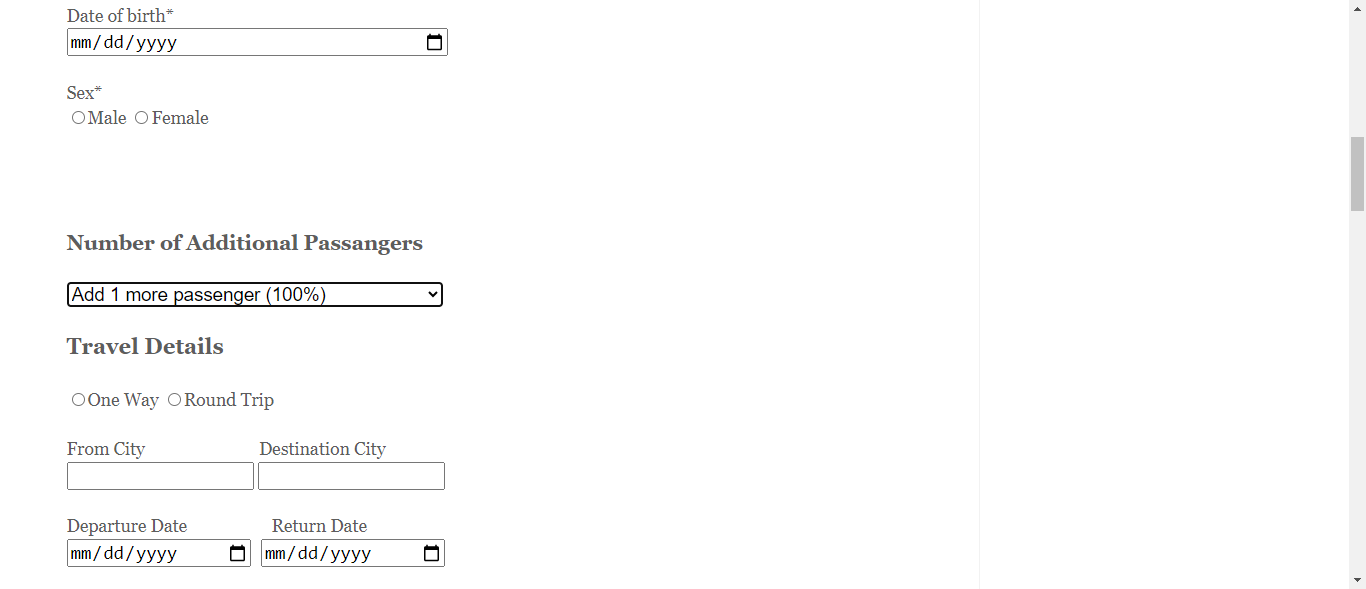 Date of birth*
mm/dd/yyyy
Sex*
Male Female
Number of Additional Passangers
Add 1 more passenger (100%)
Travel Details
One Way Round Trip
From City Destination City
Departure Date Return Date
mm/dd/yyyy mm/dd/yyyy